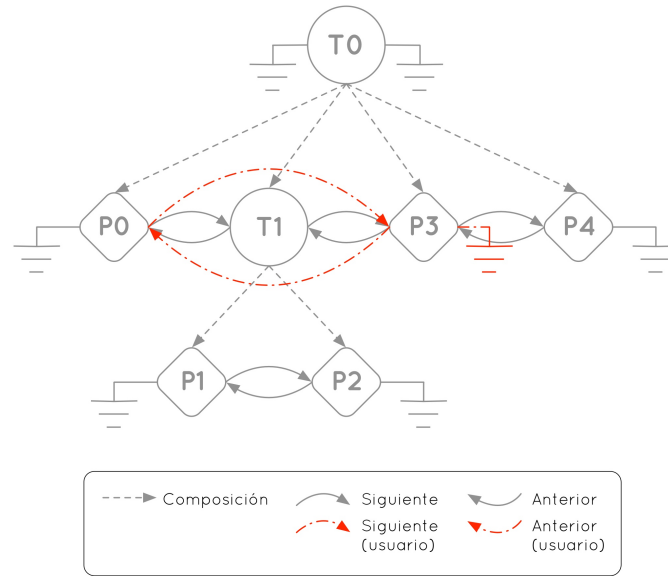 T0
P0
T1
P3
P4
P1
P2
Composición
Siguiente
Anterior
Siguiente
(usuario)
Anterior
(usuario)